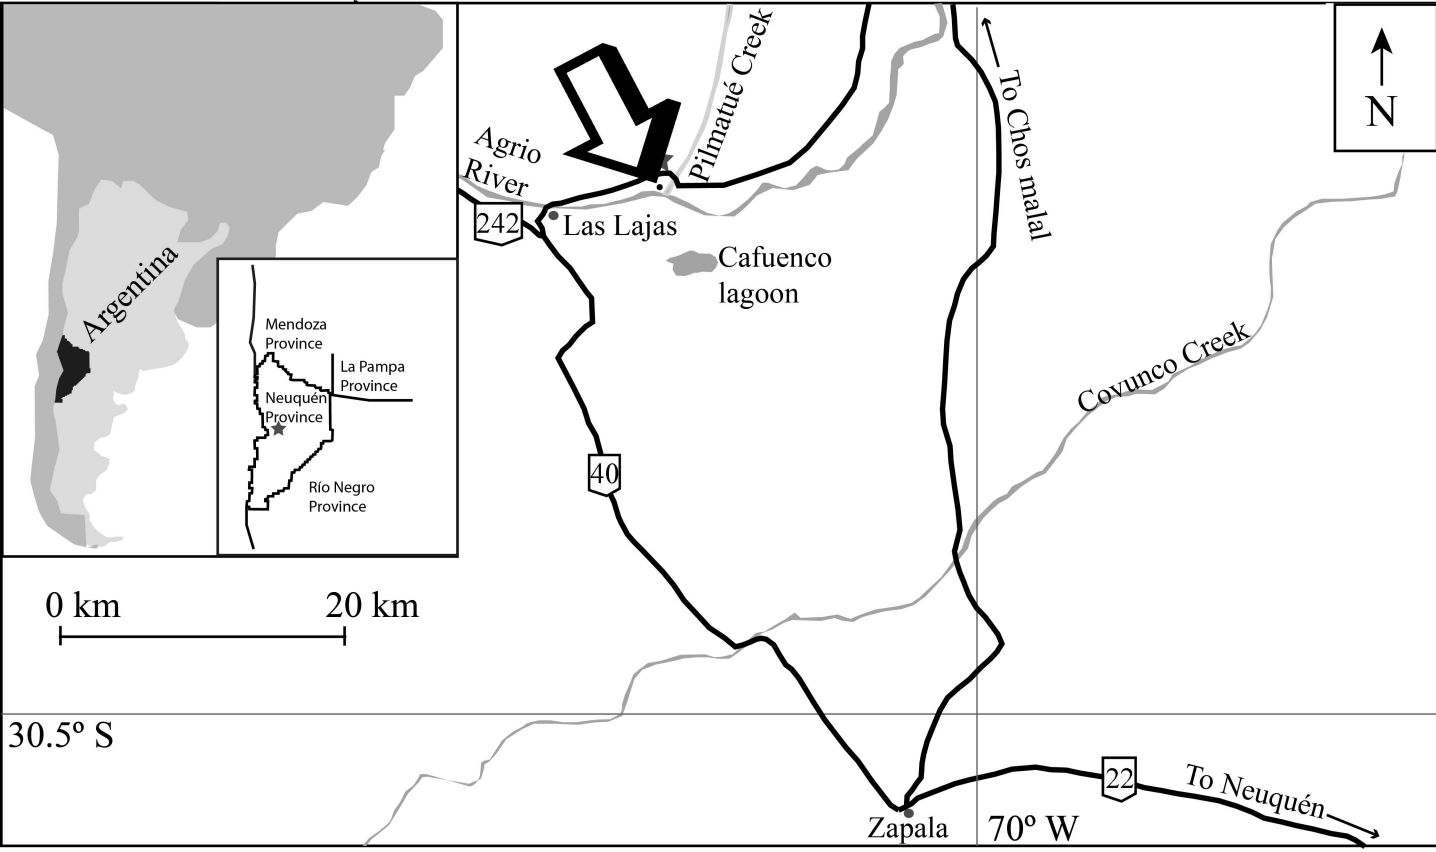 Argentina
Mendoza
Province
La Pampa
Province
Neuquén
Province
Río Negro
Province
0 km
20 km
Agrio
River
Pilmatué Creek
To Chos malal
N
242
Las Lajas
Cafuenco
lagoon
Covunco Creek
40
30.5º S
22
To Neuquén
Zapala
70º W